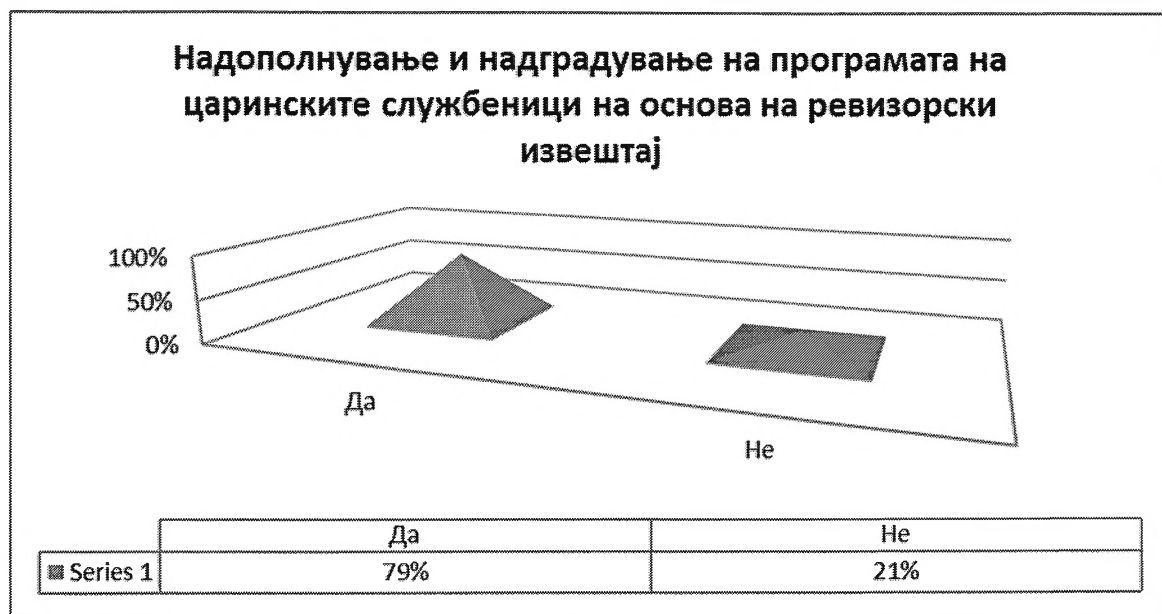 Надополнување и надградување на програмата на
царинските службеници на основа на ревизорски
извештај
100%
50%
0%
Да
Не
Да Не
Series 1 79% 21%